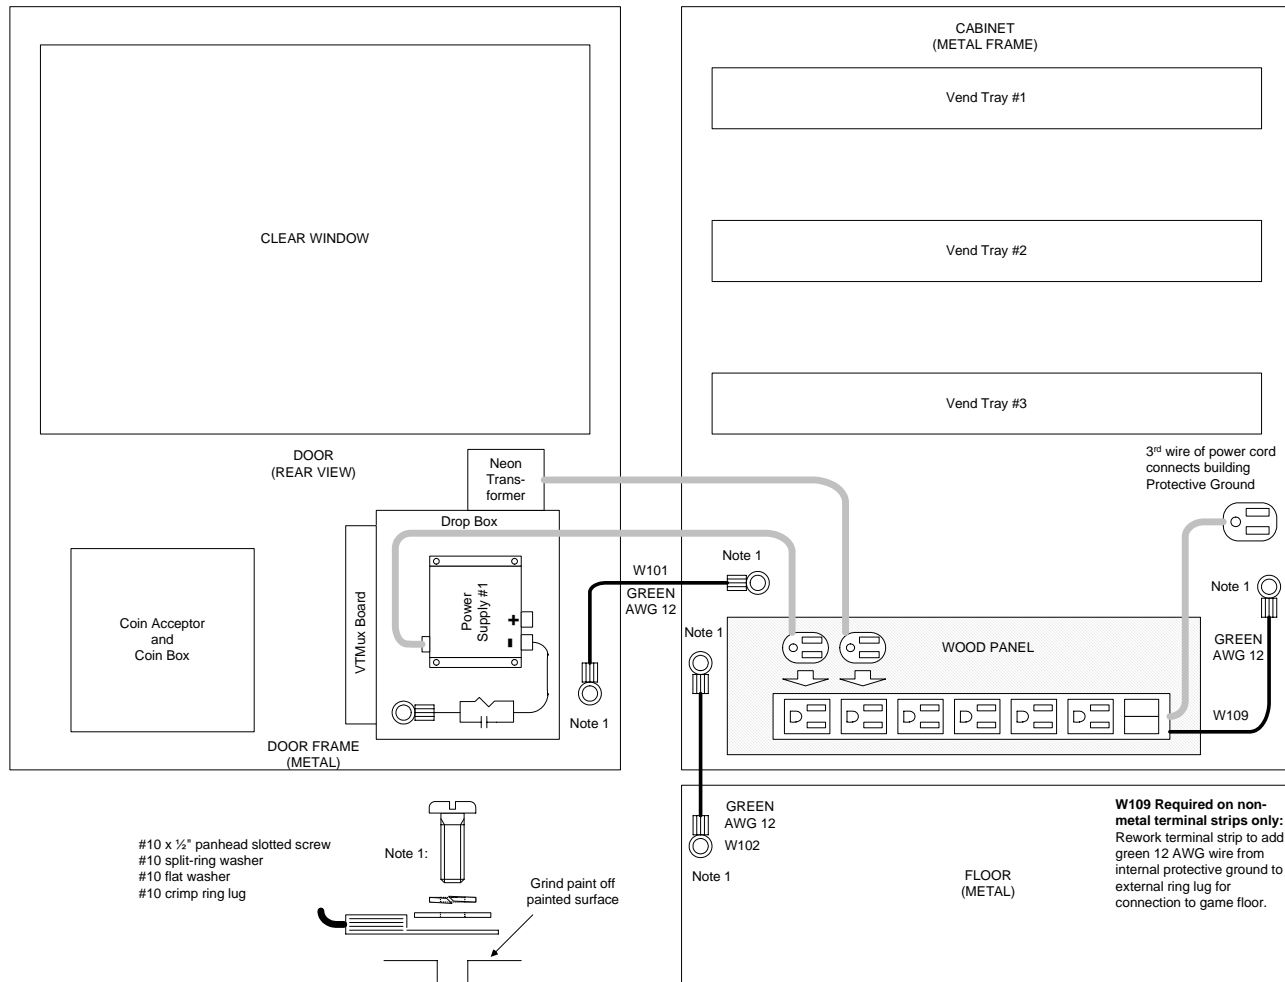 CABINET
(METAL FRAME)
Vend Tray #1
CLEAR WINDOW
Vend Tray #2
Vend Tray #3
DOOR
(REAR VIEW)
Neon
Trans-
former
3rd wire of power cord
connects building
Protective Ground
Drop Box
VTMux Board
Power
Supply #1
+
-
Coin Acceptor
and
Coin Box
W101
GREEN
AWG 12
Note 1
Note 1
Note 1
Note 1
WOOD PANEL
GREEN
AWG 12
W109
DOOR FRAME
(METAL)
GREEN
AWG 12
W102
Note 1
FLOOR
(METAL)
W109 Required on non-
metal terminal strips only:
Rework terminal strip to add
green 12 AWG wire from
internal protective ground to
external ring lug for
connection to game floor.
#10 x ½" panhead slotted screw
#10 split-ring washer
#10 flat washer
#10 crimp ring lug
Note 1:
Grind paint off
painted surface